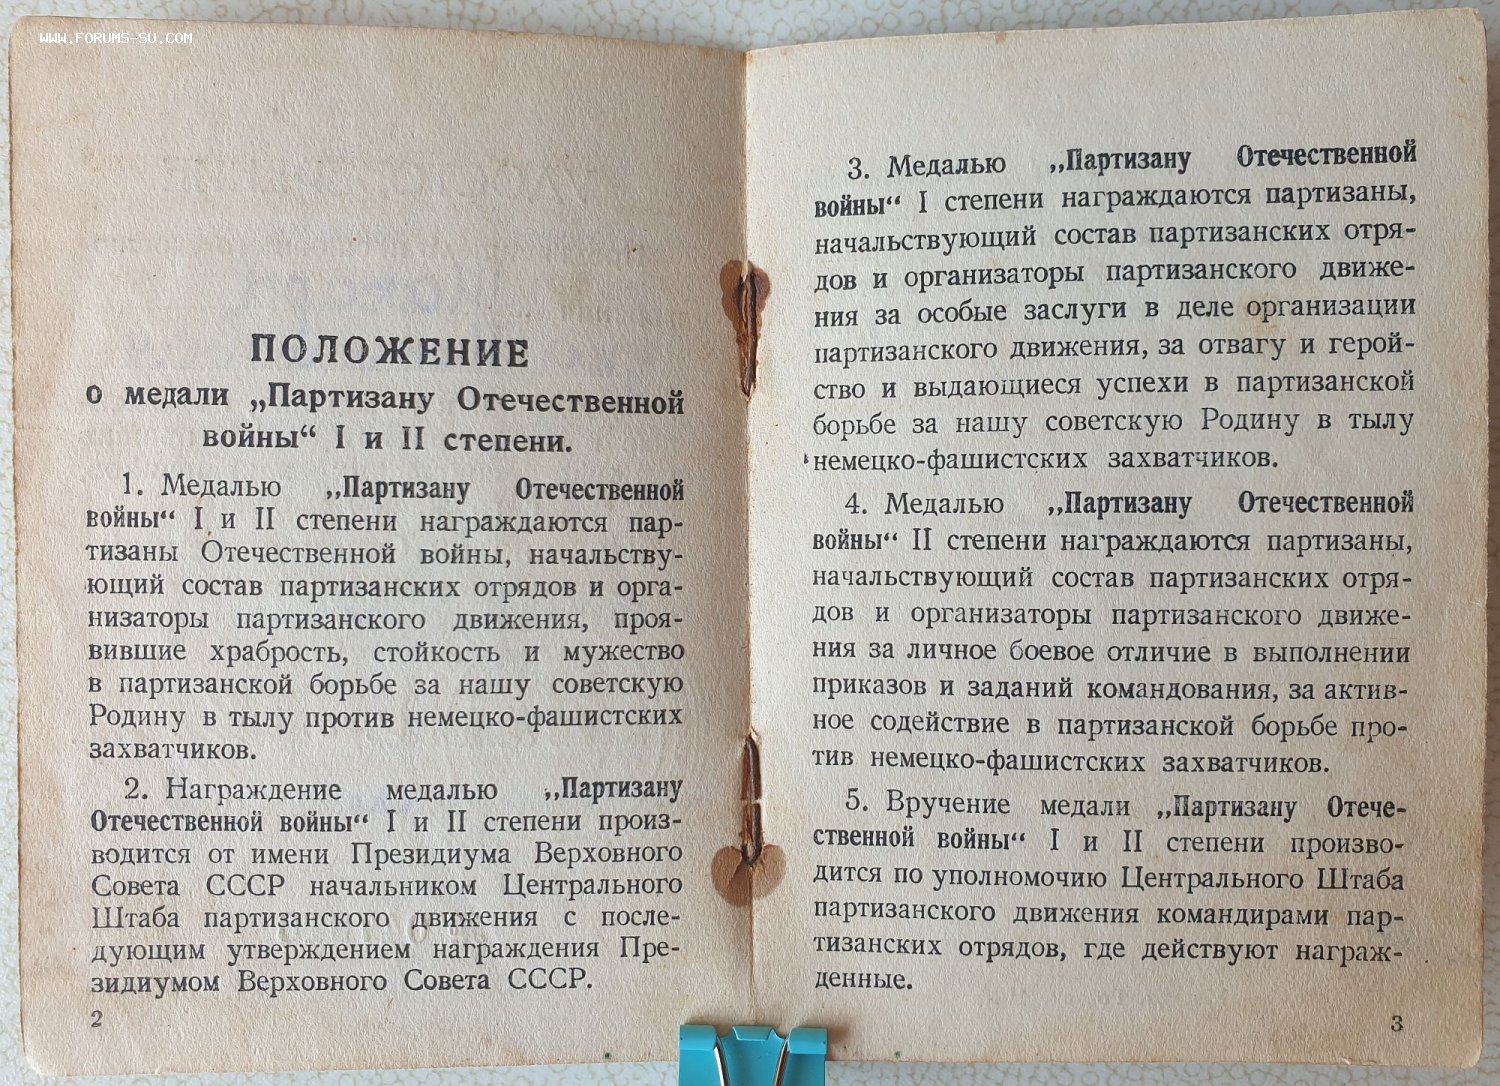 www.FORUMS-SU.COM
ПОЛОЖЕНИЕ
о медали „Партизану Отечественной
войны“ I и II степени.
1. Медалью „Партизану Отечественной
войны“ I и II степени награждаются пар-
тизаны Отечественной войны, начальству-
ющий состав партизанских отрядов и орга-
низаторы партизанского движения, проя-
вившие храбрость, стойкость и мужество
в партизанской борьбе за нашу советскую
Родину в тылу против немецко-фашистских
захватчиков.
2. Награждение медалью „Партизану
Отечественной войны“ I и II степени произ-
водится от имени Президиума Верховного
Совета СССР начальником Центрального
Штаба партизанского движения с после-
дующим утверждением награждения Пре-
зидиумом Верховного Совета СССР.
2
3. Медалью „Партизану Отечественной
войны“ I степени награждаются партизаны,
начальствующий состав партизанских отря-
дов и организаторы партизанского движе-
ния за особые заслуги в деле организации
партизанского движения, за отвагу и герой-
ство и выдающиеся успехи в партизанской
борьбе за нашу советскую Родину в тылу
немецко-фашистских захватчиков.
4. Медалью „Партизану Отечественной
войны“ II степени награждаются партизаны,
начальствующий состав партизанских отря-
дов и организаторы партизанского движе-
ния за личное боевое отличие в выполнении
приказов и заданий командования, за актив-
ное содействие в партизанской борьбе про-
тив немецко-фашистских захватчиков.
5. Вручение медали „Партизану Отече-
ственной войны“ I и II степени произво-
дится по уполномочию Центрального Штаба
партизанского движения командирами пар-
тизанских отрядов, где действуют награж-
денные.
3